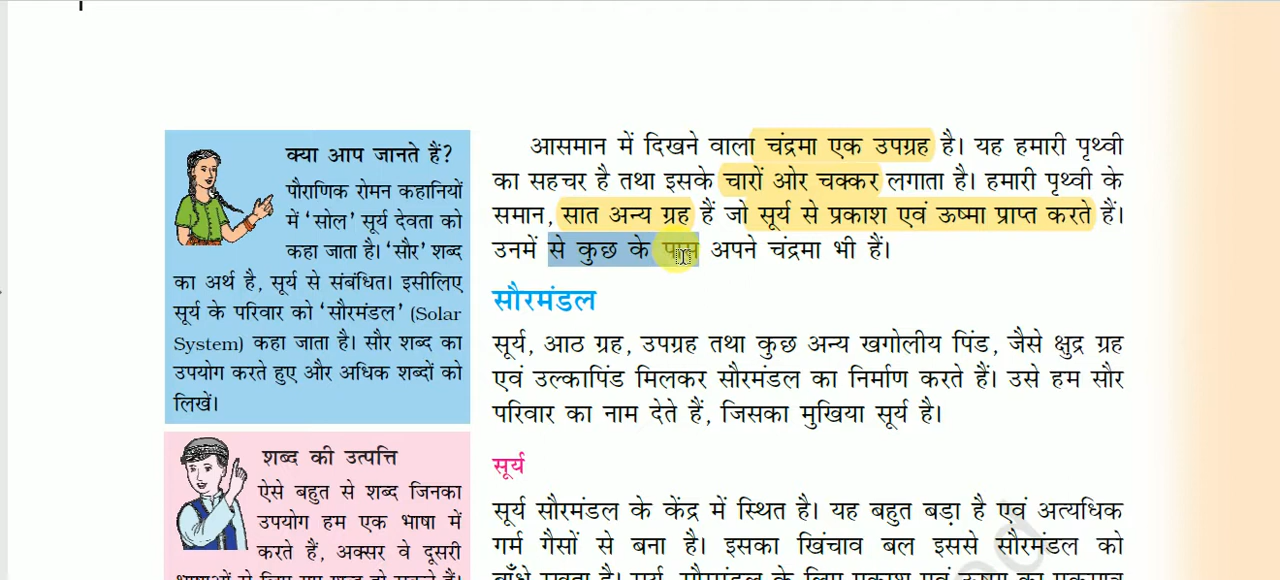 क्या आप जानते हैं?
पौराणिक रोमन कहानियों
में ‘सोल’ सूर्य देवता को
कहा जाता है। ‘सौर’ शब्द
का अर्थ है, सूर्य से संबंधित। इसीलिए
सूर्य के परिवार को ‘सौरमंडल’ (Solar
System) कहा जाता है। सौर शब्द का
उपयोग करते हुए और अधिक शब्दों को
लिखें।
शब्द की उत्पत्ति
ऐसे बहुत से शब्द जिनका
उपयोग हम एक भाषा में
करते हैं, अक्सर वे दूसरी
आसमान में दिखने वाला चंद्रमा एक उपग्रह है। यह हमारी पृथ्वी
का सहचर है तथा इसके चारों ओर चक्कर लगाता है। हमारी पृथ्वी के
समान, सात अन्य ग्रह हैं जो सूर्य से प्रकाश एवं ऊष्मा प्राप्त करते हैं।
उनमें से कुछ के पास अपने चंद्रमा भी हैं।
सौरमंडल
सूर्य, आठ ग्रह, उपग्रह तथा कुछ अन्य खगोलीय पिंड, जैसे क्षुद्र ग्रह
एवं उल्कापिंड मिलकर सौरमंडल का निर्माण करते हैं। उसे हम सौर
परिवार का नाम देते हैं, जिसका मुखिया सूर्य है।
सूर्य
सूर्य सौरमंडल के केंद्र में स्थित है। यह बहुत बड़ा है एवं अत्यधिक
गर्म गैसों से बना है। इसका खिंचाव बल इससे सौरमंडल को